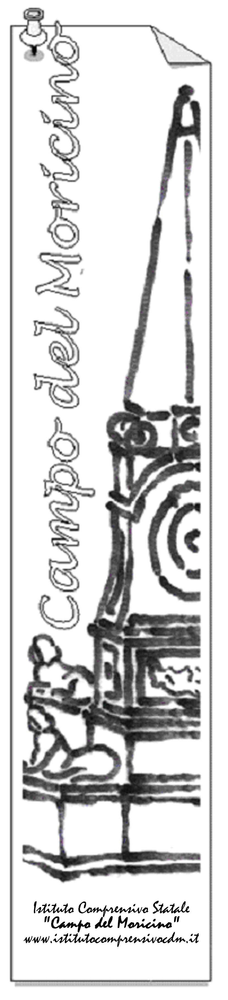 Campo del Moricino
Istituto Comprensivo Statale
"Campo del Moricino"
www.istitutocomprensivocdm.it